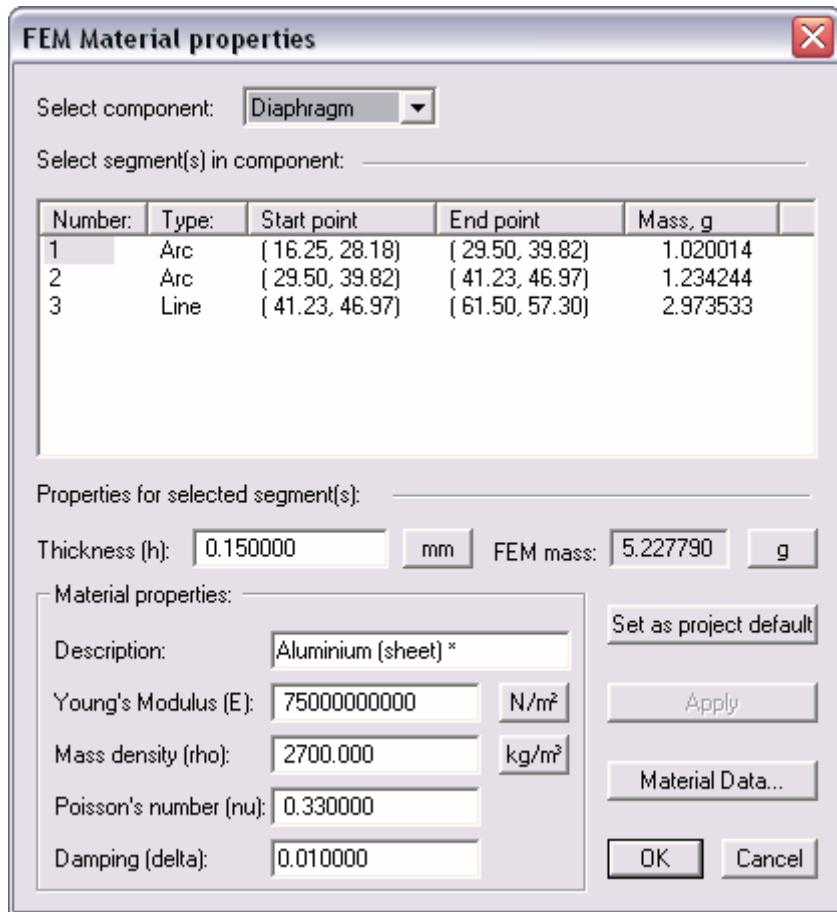 FEM Material properties
Select component: Diaphragm
Select segment(s) in component:
Number: Type: Start point End point Mass, g
1 Arc ( 16.25, 28.18) ( 29.50, 39.82) 1.020014
2 Arc ( 29.50, 39.82) ( 41.23, 46.97) 1.234244
3 Line ( 41.23, 46.97) ( 61.50, 57.30) 2.973533
Properties for selected segment(s):
Thickness (h): 0.150000 mm FEM mass: 5.227790 g
Material properties:
Set as project default
Description: Aluminium (sheet) *
Young's Modulus (E): 75000000000 N/m² Apply
Mass density (rho): 2700.000 kg/m³
Material Data...
Poisson's number (nu): 0.330000
Damping (delta): 0.010000 OK Cancel